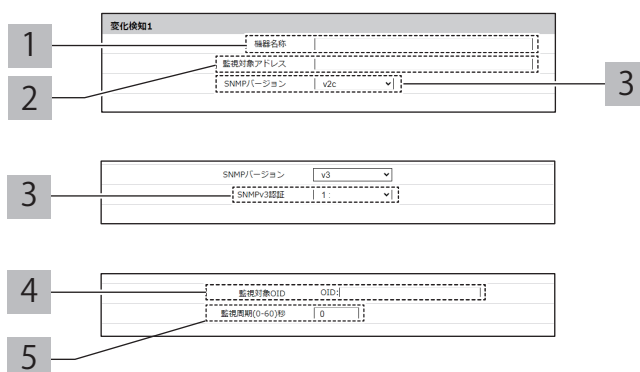 変化検知1
1
機器名称
2
監視対象アドレス
3
SNMPバージョン v2c
3
SNMPバージョン v3
SNMPv3認証 1 :
4
監視対象OID OID:
5
監視周期(0-60)秒 0